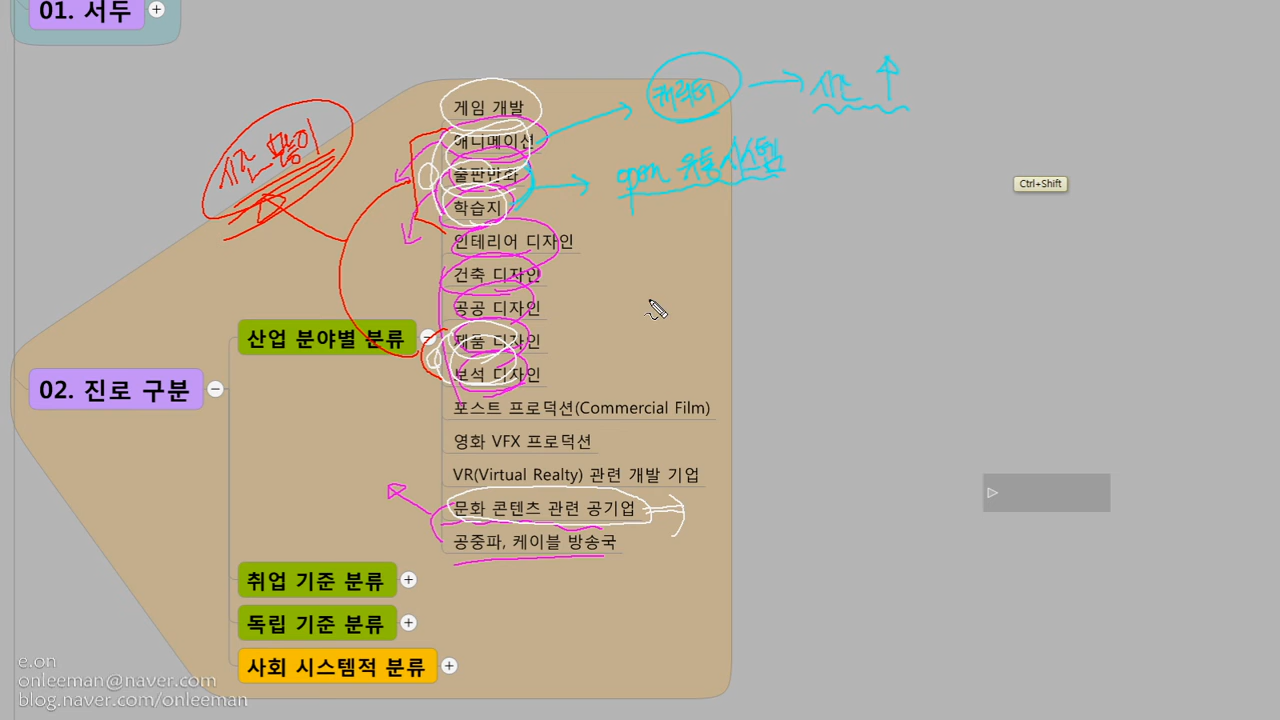 01. 서두
캐릭터
시간
시간 많이
open 유통시스템
Ctrl+Shift
게임 개발
애니메이션
출판만화
학습지
인테리어 디자인
건축 디자인
공공 디자인
제품 디자인
보석 디자인
포스트 프로덕션(Commercial Film)
영화 VFX 프로덕션
VR(Virtual Realty) 관련 개발 기업
문화 콘텐츠 관련 공기업
공중파, 케이블 방송국
산업 분야별 분류
02. 진로 구분
취업 기준 분류
독립 기준 분류
사회 시스템적 분류
e.on
onleeman@naver.com
blog.naver.com/onleeman